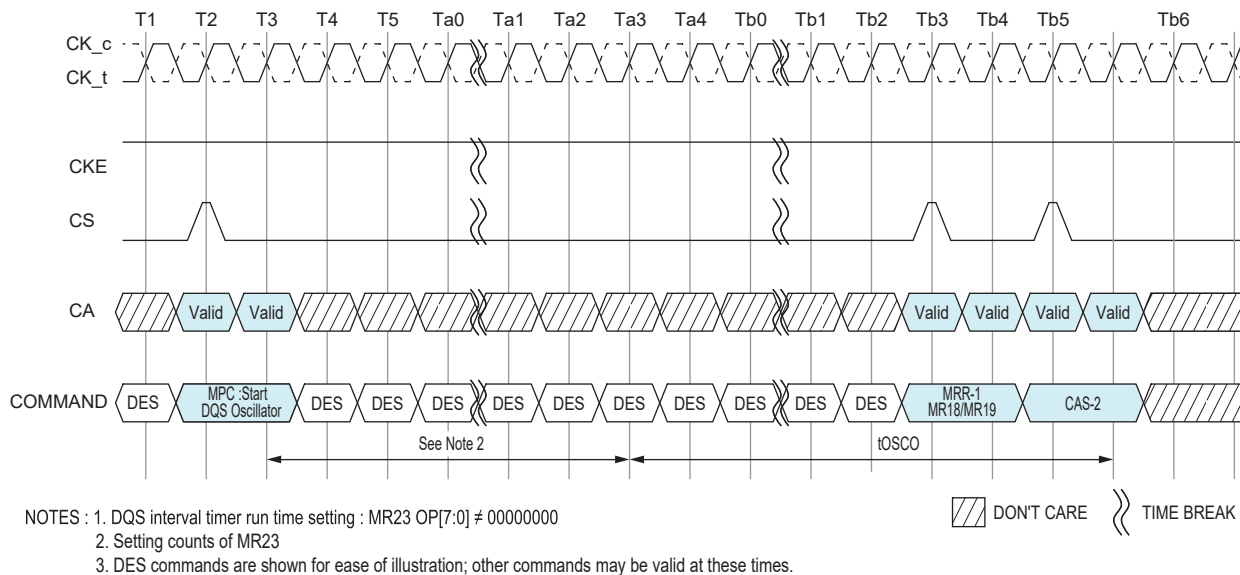 T1 T2 T3 T4 T5 Ta0 Ta1 Ta2 Ta3 Ta4 Tb0 Tb1 Tb2 Tb3 Tb4 Tb5 Tb6
CK_c
CK_t
CKE
CS
CA Valid Valid Valid Valid Valid Valid
COMMAND DES MPC :Start DES DES DES DES DES DES DES DES DES DES MRR-1 CAS-2
DQS Oscillator MR18/MR19
See Note 2 tOSCO
NOTES : 1. DQS interval timer run time setting : MR23 OP[7:0] ≠ 00000000
2. Setting counts of MR23
3. DES commands are shown for ease of illustration; other commands may be valid at these times.
DON'T CARE TIME BREAK